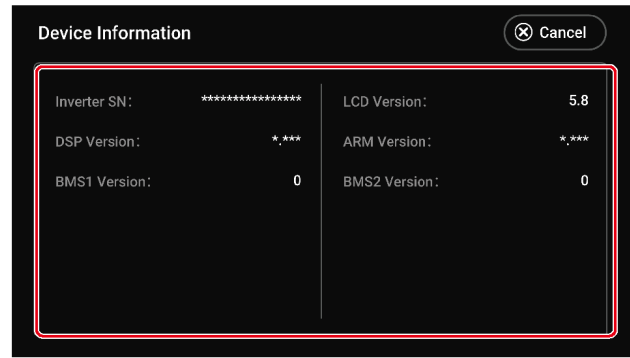 Device Information
Cancel
Inverter SN: ****************
DSP Version: *.***
BMS1 Version: 0
LCD Version: 5.8
ARM Version: *.***
BMS2 Version: 0